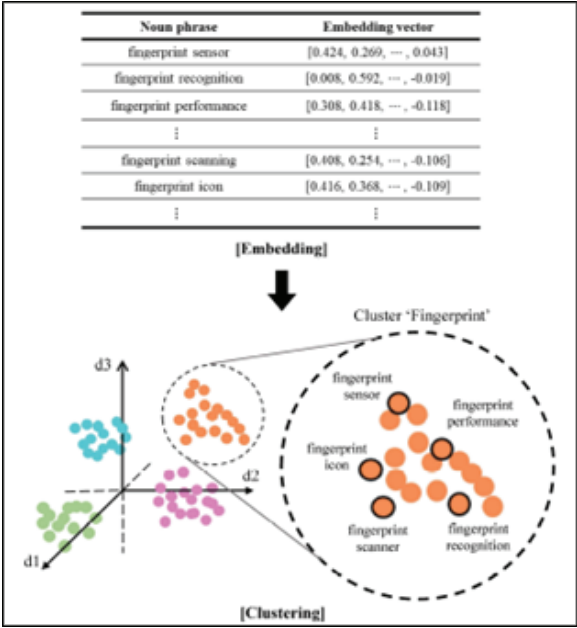 Noun phrase Embedding vector
fingerprint sensor [0.424, 0.269, ⋯ , 0.043]
fingerprint recognition [0.008, 0.592, ⋯ , -0.019]
fingerprint performance [0.308, 0.418, ⋯ , -0.118]
⋮ ⋮
fingerprint scanning [0.408, 0.254, ⋯ , -0.106]
fingerprint icon [0.416, 0.368, ⋯ , -0.109]
⋮ ⋮
[Embedding]
Cluster 'Fingerprint'
d3
d2
d1
fingerprint
sensor
fingerprint
performance
fingerprint
icon
fingerprint
scanner
fingerprint
recognition
[Clustering]